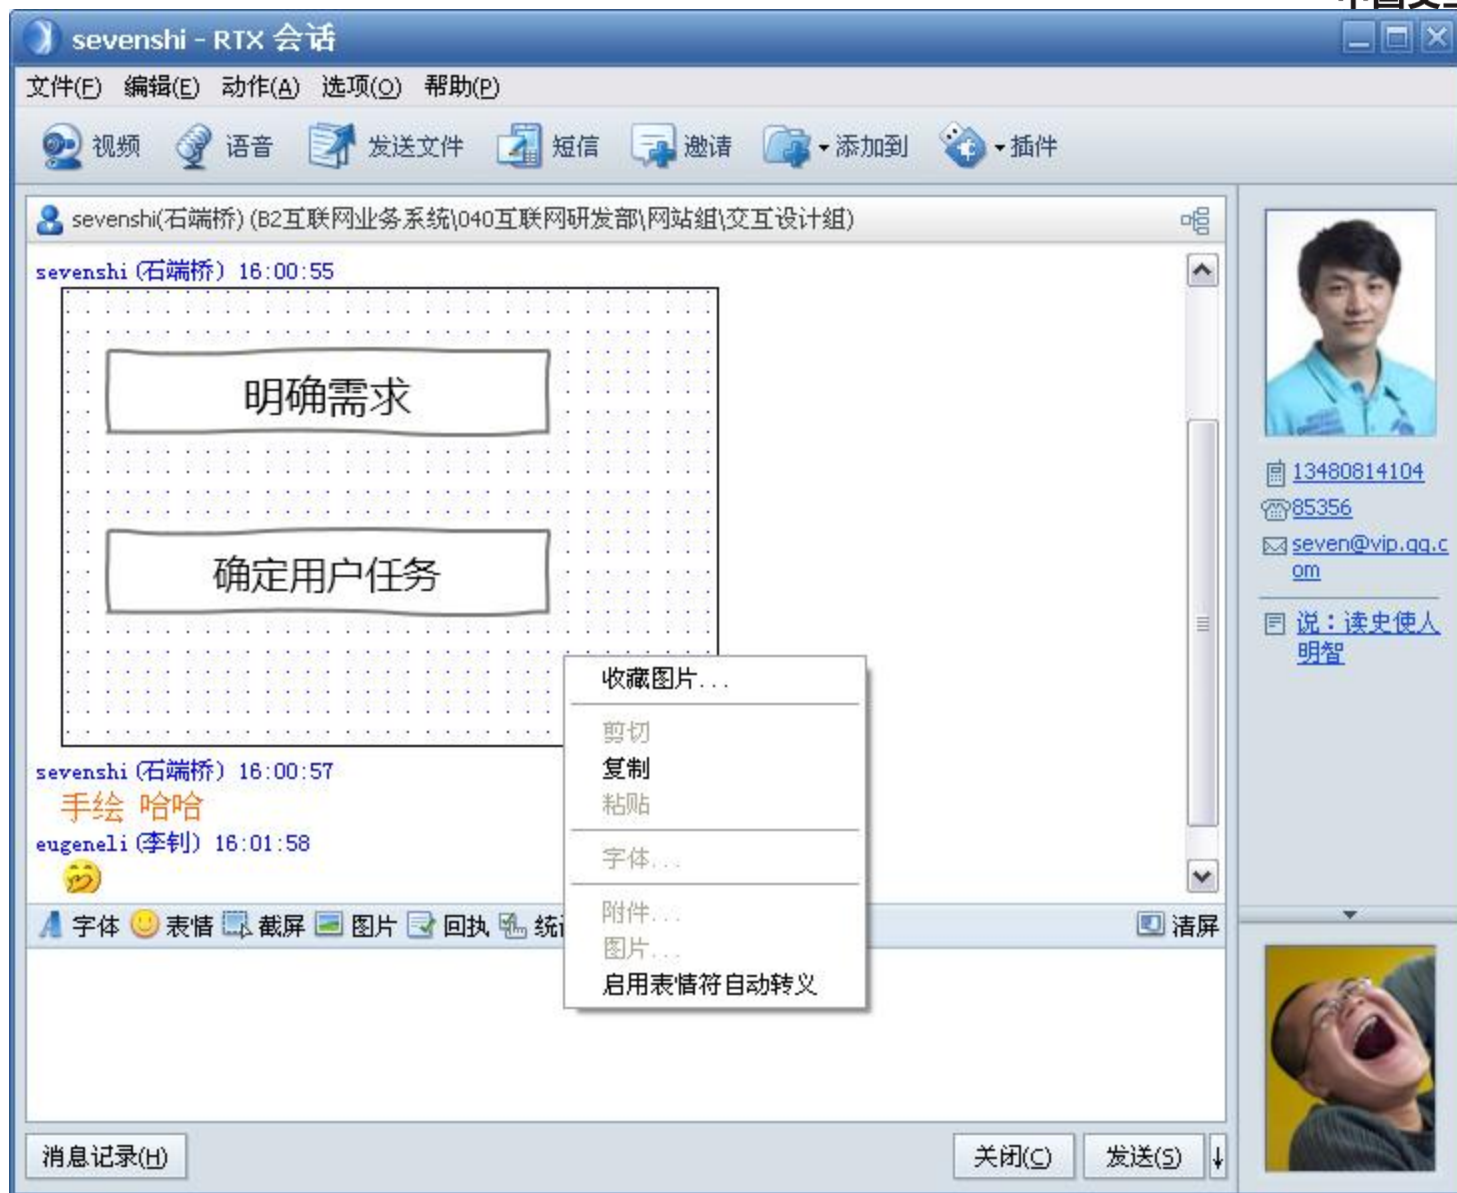 sevenshi - RTX 会话
文件(F) 编辑(E) 动作(A) 选项(O) 帮助(P)
视频 语音 发送文件 短信 邀请 添加到 插件
sevenshi(石端桥) (B2互联网业务系统\040互联网研发部\网站组\交互设计组)
sevenshi(石端桥) 16:00:55
明确需求
确定用户任务
sevenshi(石端桥) 16:00:57
手绘 哈哈
eugeneli(李钊) 16:01:58
收藏图片...
剪切
复制
粘贴
字体...
附件...
图片...
启用表情符自动转义
字体 表情 截屏 图片 回执 统 清屏
消息记录(H) 关闭(C) 发送(S)
13480814104
85356
seven@vip.qq.c
om
说：读史使人
明智